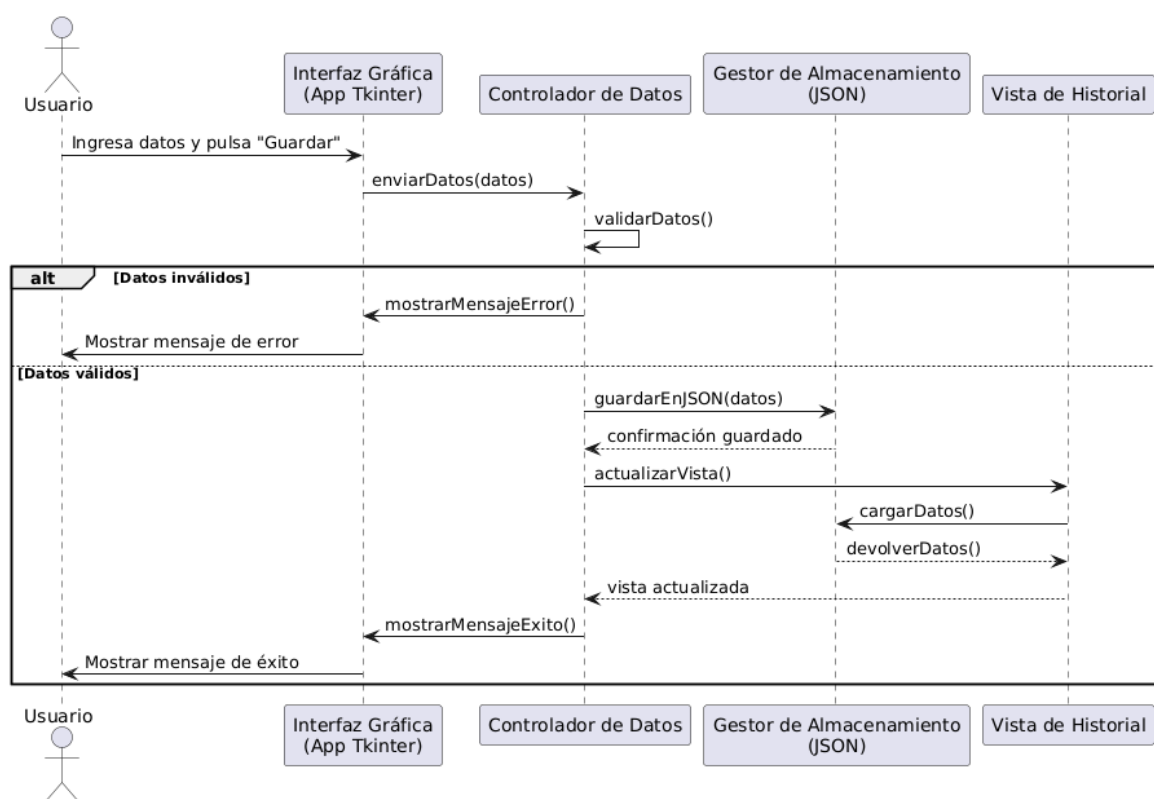 Usuario
Interfaz Gráfica
(App Tkinter)
Controlador de Datos
Gestor de Almacenamiento
(JSON)
Vista de Historial
Ingresa datos y pulsa "Guardar"
enviarDatos(datos)
validarDatos()
alt
[Datos inválidos]
mostrarMensajeError()
Mostrar mensaje de error
[Datos válidos]
guardarEnJSON(datos)
confirmación guardado
actualizarVista()
cargarDatos()
devolverDatos()
vista actualizada
mostrarMensajeExito()
Mostrar mensaje de éxito
Usuario
Interfaz Gráfica
(App Tkinter)
Controlador de Datos
Gestor de Almacenamiento
(JSON)
Vista de Historial